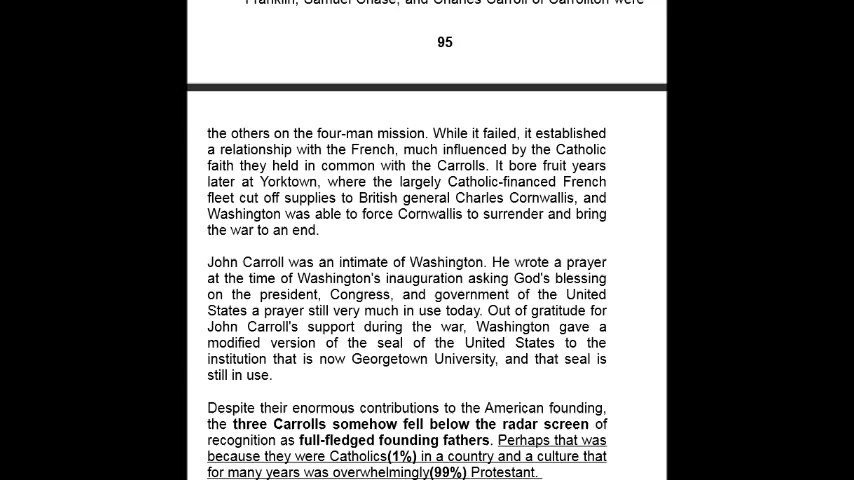 Franklin, Samuel Chase, and Charles Carroll of Carrollton were
95
the others on the four-man mission. While it failed, it established
a relationship with the French, much influenced by the Catholic
faith they held in common with the Carrolls. It bore fruit years
later at Yorktown, where the largely Catholic-financed French
fleet cut off supplies to British general Charles Cornwallis, and
Washington was able to force Cornwallis to surrender and bring
the war to an end.
John Carroll was an intimate of Washington. He wrote a prayer
at the time of Washington's inauguration asking God's blessing
on the president, Congress, and government of the United
States a prayer still very much in use today. Out of gratitude for
John Carroll's support during the war, Washington gave a
modified version of the seal of the United States to the
institution that is now Georgetown University, and that seal is
still in use.
Despite their enormous contributions to the American founding,
the three Carrolls somehow fell below the radar screen of
recognition as full-fledged founding fathers. Perhaps that was
because they were Catholics(1%) in a country and a culture that
for many years was overwhelmingly(99%) Protestant.